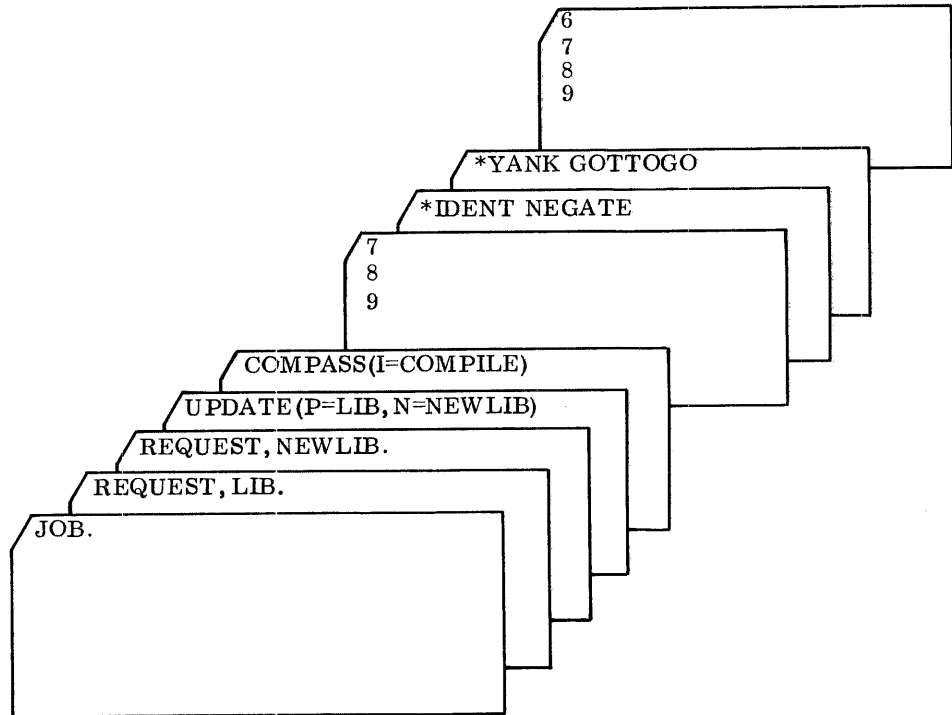 6
7
8
9
*YANK GOTTOGO
*IDENT NEGATE
7
8
9
COMPASS(I=COMPILE)
UPDATE(P=LIB, N=NEWLIB)
REQUEST, NEWLIB.
REQUEST, LIB.
JOB.